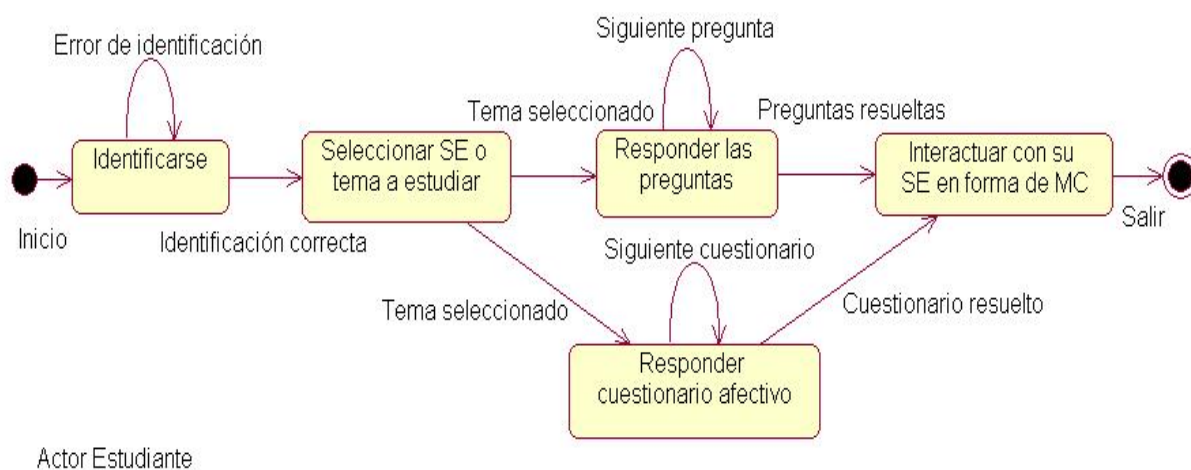 Error de identificación
Siguiente pregunta
Tema seleccionado
Preguntas resueltas
Identificarse
Seleccionar SE o
tema a estudiar
Responder las
preguntas
Interactuar con su
SE en forma de MC
Inicio
Identificación correcta
Salir
Siguiente cuestionario
Tema seleccionado
Cuestionario resuelto
Responder
cuestionario afectivo
Actor Estudiante